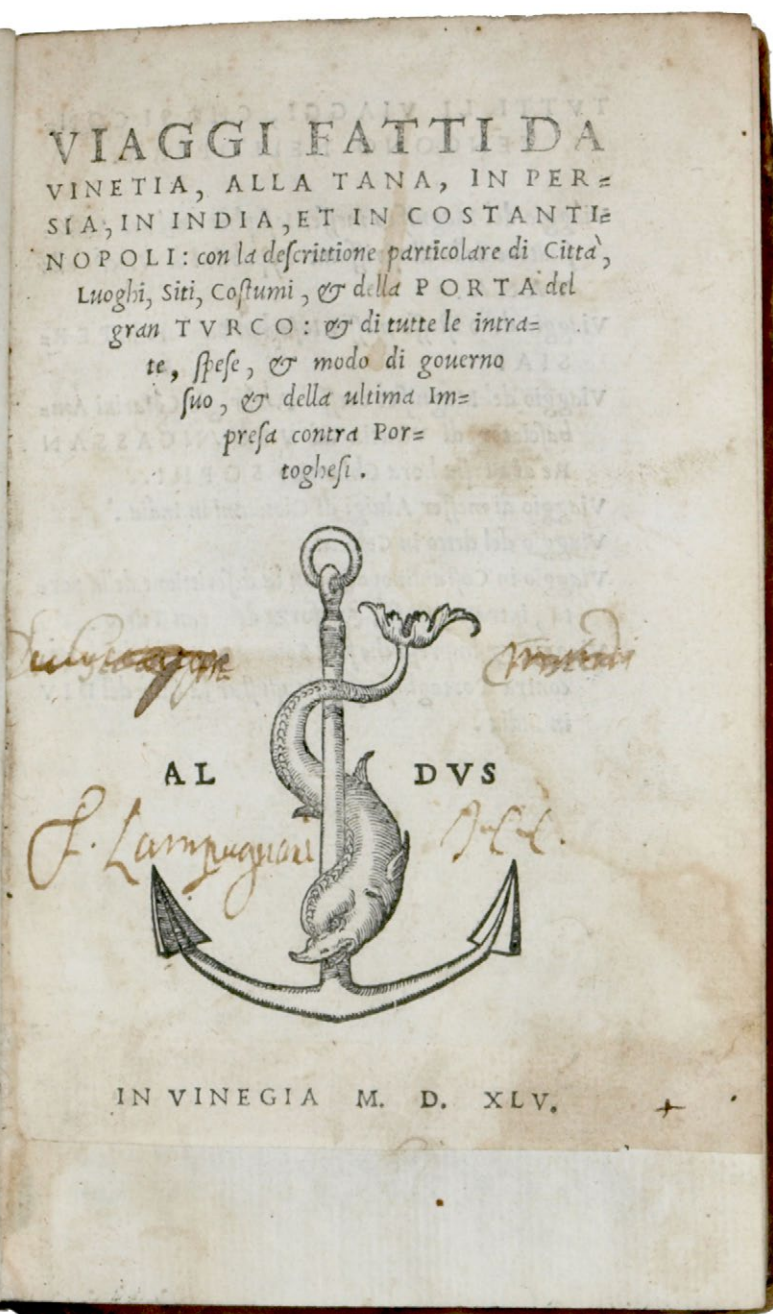 VIAGGI FATTI DA
VINETIA, ALLA TANA, IN PER=
SIA, IN INDIA, ET IN COSTANTI=
NOPOLI: con la deſcrittione particolare di Città,
Luoghi, Siti, Coſtumi, & della PORTA del
gran TVRCO: & di tutte le intra=
te, ſpeſe, & modo di gouerno
ſuo, & della ultima Im=
preſa contra Por=
togheſi.
AL DVS
J. Lampugnani
IN VINEGIA M. D. XLV.